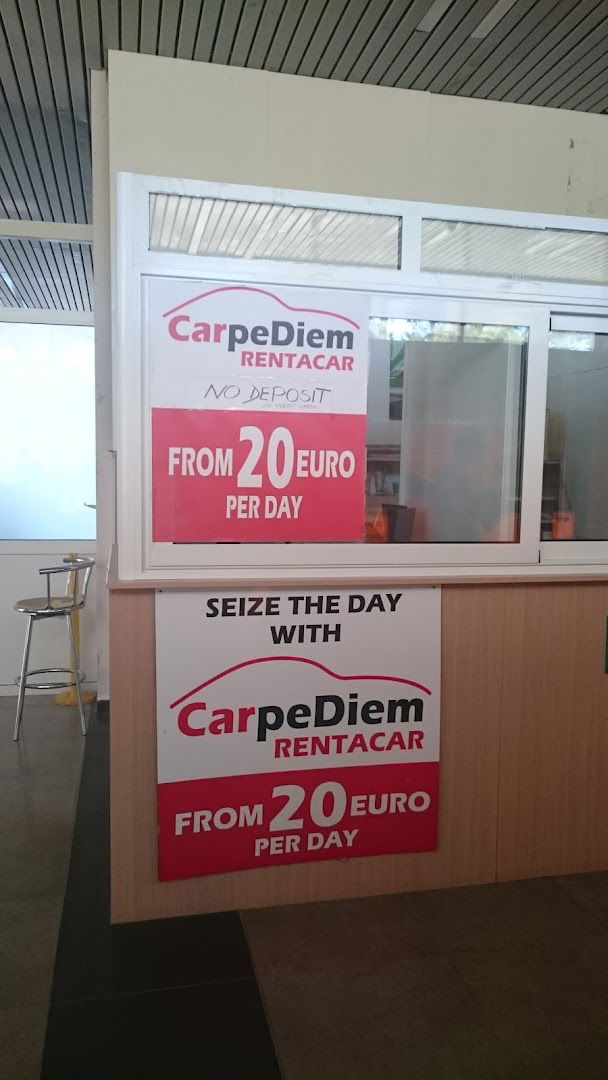 CarpeDiem
RENTACAR
NO DEPOSIT
FROM 20 EURO
PER DAY
SEIZE THE DAY
WITH
CarpeDiem
RENTACAR
FROM 20 EURO
PER DAY